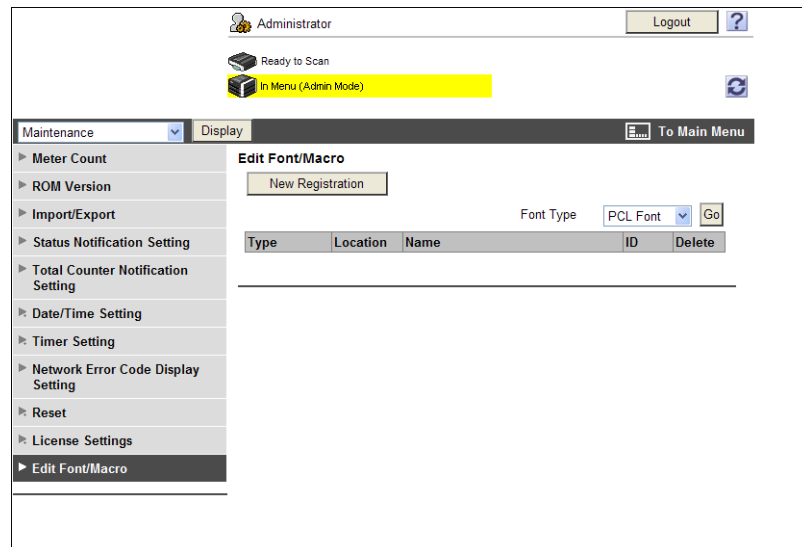 Administrator
Logout
?
Ready to Scan
In Menu (Admin Mode)
Maintenance
Display
To Main Menu
Meter Count
ROM Version
Import/Export
Status Notification Setting
Total Counter Notification
Setting
Date/Time Setting
Timer Setting
Network Error Code Display
Setting
Reset
License Settings
Edit Font/Macro
Edit Font/Macro
New Registration
Font Type
PCL Font
Go
Type Location Name ID Delete